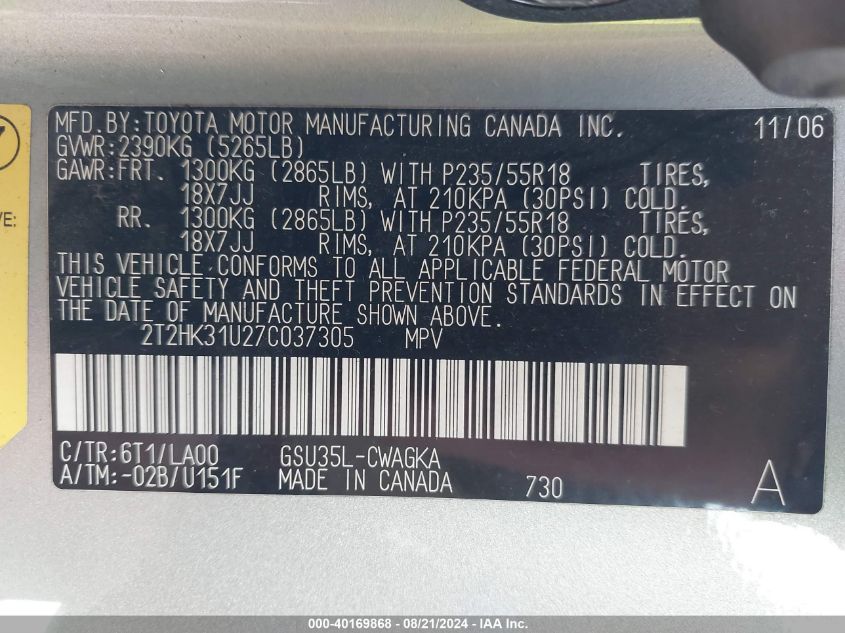 MFD.BY:TOYOTA MOTOR MANUFACTURING CANADA INC. 11/06
GVWR:2390KG (5265LB)
GAWR:FRT. 1300KG (2865LB) WITH P235/55R18 TIRES,
18X7JJ RIMS, AT 210KPA (30PSI) COLD.
RR. 1300KG (2865LB) WITH P235/55R18 TIRES,
18X7JJ RIMS, AT 210KPA (30PSI) COLD.
THIS VEHICLE CONFORMS TO ALL APPLICABLE FEDERAL MOTOR
VEHICLE SAFETY AND THEFT PREVENTION STANDARDS IN EFFECT ON
THE DATE OF MANUFACTURE SHOWN ABOVE.
2T2HK31U27C037305 MPV
C/TR:6T1/LA00 GSU35L-CWAGKA
A/TM:-02B/U151F MADE IN CANADA 730 A
000-40169868 - 08/21/2024 - IAA Inc.